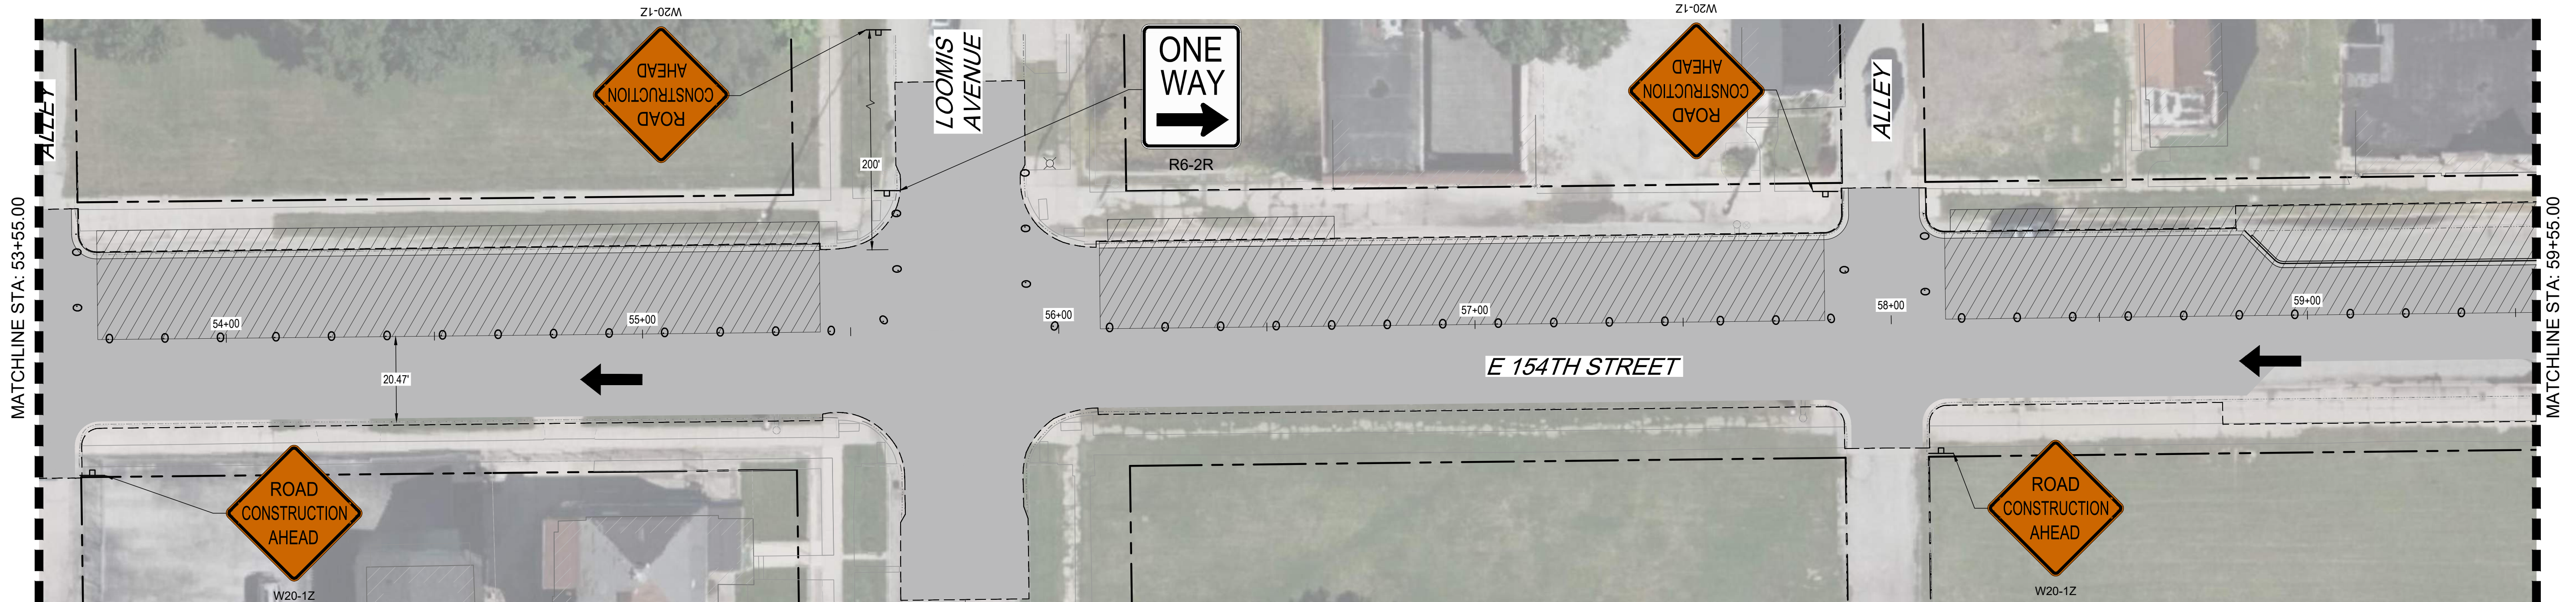 W20-1Z
ROAD
CONSTRUCTION
AHEAD
LOOMIS
AVENUE
ONE
WAY
R6-2R
W20-1Z
ROAD
CONSTRUCTION
AHEAD
ALLEY
ALLEY
200'
MATCHLINE STA: 53+55.00
MATCHLINE STA: 59+55.00
54+00
55+00
56+00
57+00
58+00
59+00
20.47'
E 154TH STREET
ROAD
CONSTRUCTION
AHEAD
W20-1Z
ROAD
CONSTRUCTION
AHEAD
W20-1Z